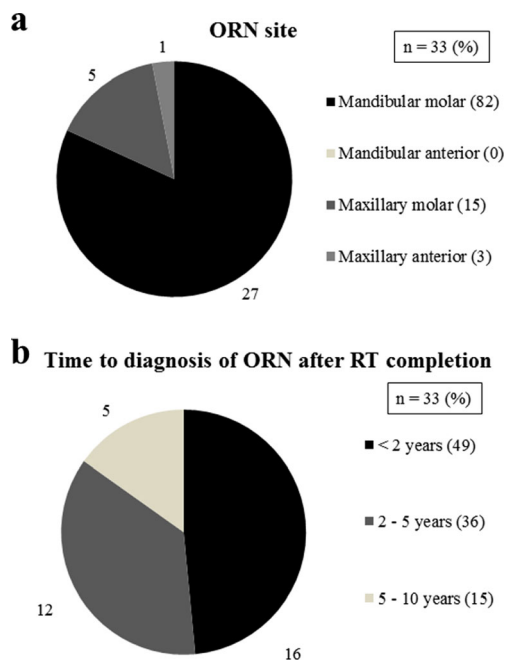 a
ORN site
n = 33 (%)
1
5
27
Mandibular molar (82)
Mandibular anterior (0)
Maxillary molar (15)
Maxillary anterior (3)
b
Time to diagnosis of ORN after RT completion
n = 33 (%)
5
12
16
< 2 years (49)
2 - 5 years (36)
5 - 10 years (15)